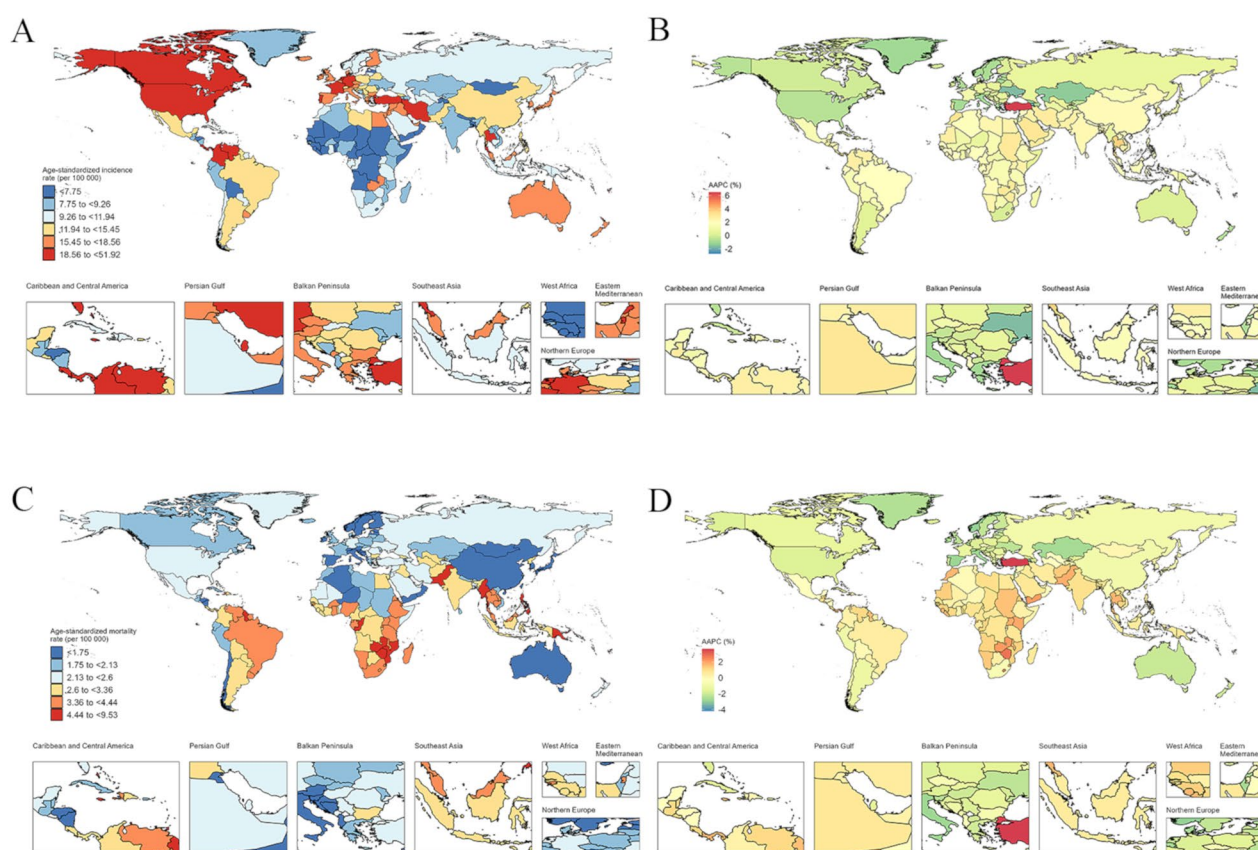 A
Age-standardized incidence
rate (per 100 000)
<7.75
7.75 to <9.26
9.26 to <11.94
11.94 to <15.45
15.45 to <18.56
18.56 to <51.92
Caribbean and Central America
Persian Gulf
Balkan Peninsula
Southeast Asia
West Africa
Eastern
Mediterranean
Northern Europe
B
AAPC (%)
6
4
2
0
-2
Caribbean and Central America
Persian Gulf
Balkan Peninsula
Southeast Asia
West Africa
Eastern
Mediterranean
Northern Europe
C
Age-standardized mortality
rate (per 100 000)
<1.75
1.75 to <2.13
2.13 to <2.6
2.6 to <3.36
3.36 to <4.44
4.44 to <9.53
Caribbean and Central America
Persian Gulf
Balkan Peninsula
Southeast Asia
West Africa
Eastern
Mediterranean
Northern Europe
D
AAPC (%)
2
0
-2
-4
Caribbean and Central America
Persian Gulf
Balkan Peninsula
Southeast Asia
West Africa
Eastern
Mediterranean
Northern Europe